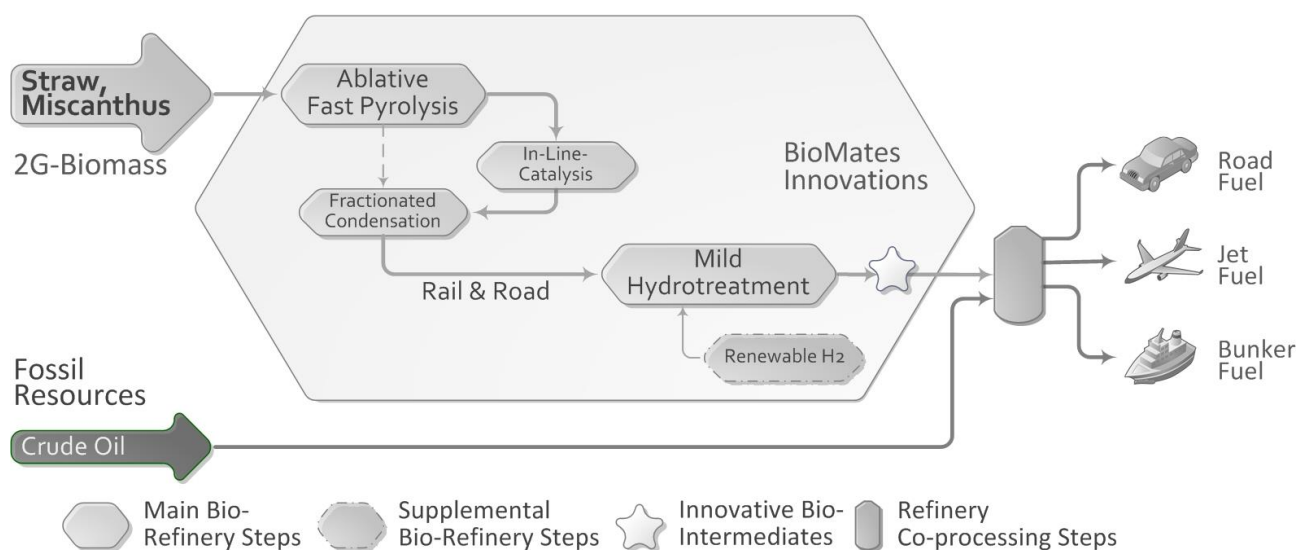 Straw,
Miscanthus
2G-Biomass
Ablative
Fast Pyrolysis
In-Line-
Catalysis
Fractionated
Condensation
Rail & Road
Mild
Hydrotreatment
Renewable H2
BioMates
Innovations
Road
Fuel
Jet
Fuel
Bunker
Fuel
Fossil
Resources
Crude Oil
Main Bio-
Refinery Steps
Supplemental
Bio-Refinery Steps
Innovative Bio-
Intermediates
Refinery
Co-processing Steps